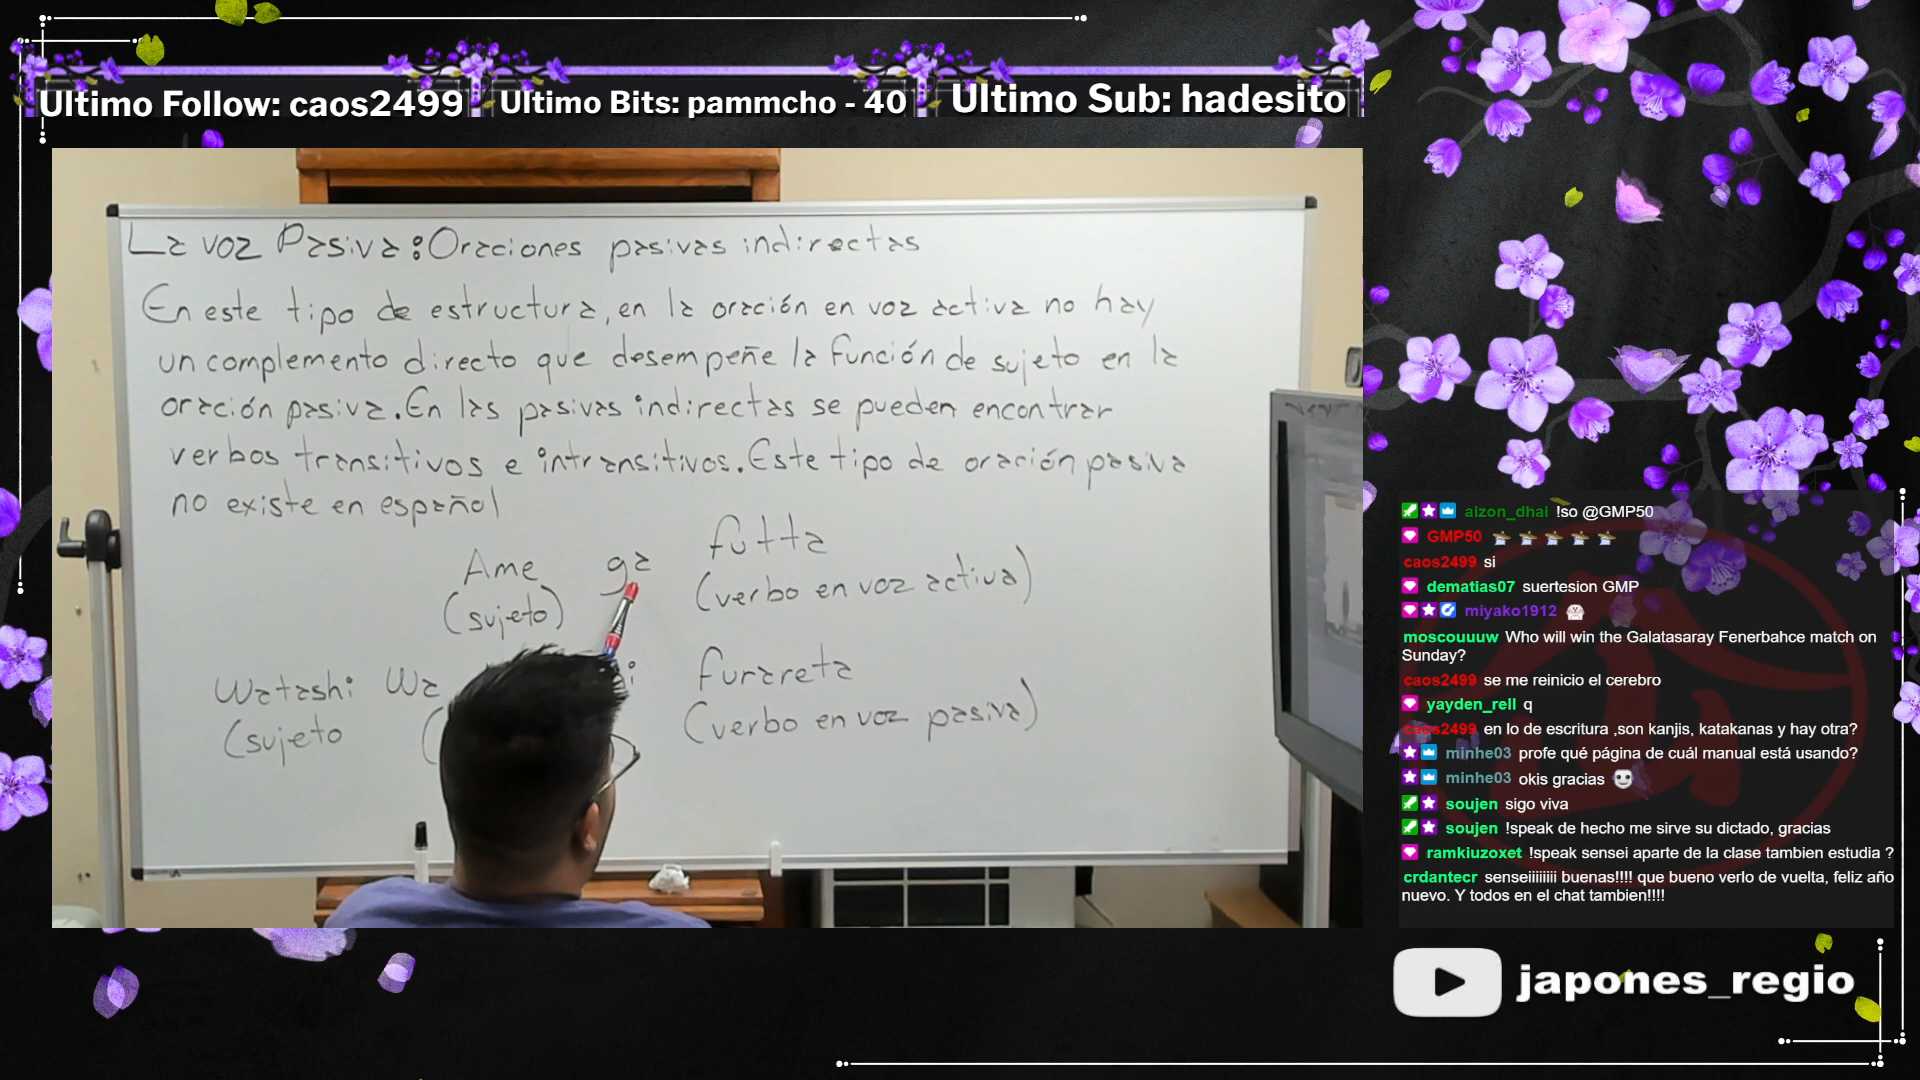 Ultimo Follow: caos2499
Ultimo Bits: pammcho - 40
Ultimo Sub: hadesito
La voz Pasiva: Oraciones pasivas indirectas
En este tipo de estructura, en la oración en voz activa no hay
un complemento directo que desempeñe la función de sujeto en la
oración pasiva. En las pasivas indirectas se pueden encontrar
verbos transitivos e intransitivos. Este tipo de oración pasiva
no existe en español
Ame ga futta
(sujeto) (verbo en voz activa)
Watashi wa furareta
(sujeto (verbo en voz pasiva)
aizon_dhal !so @GMP50
GMP50
caos2499 si
dematias07 suertesion GMP
miyako1912
moscouuuw Who will win the Galatasaray Fenerbahce match on
Sunday?
caos2499 se me reinicio el cerebro
yayden_rell q
caos2499 en lo de escritura ,son kanjis, katakanas y hay otra?
minhe03 profe qué página de cuál manual está usando?
minhe03 okis gracias
soujen sigo viva
soujen !speak de hecho me sirve su dictado, gracias
ramkiuzoxet !speak sensei aparte de la clase tambien estudia ?
crdantecr senseiiiiiiii buenas!!!! que bueno verlo de vuelta, feliz año
nuevo. Y todos en el chat tambien!!!!
japones_regio